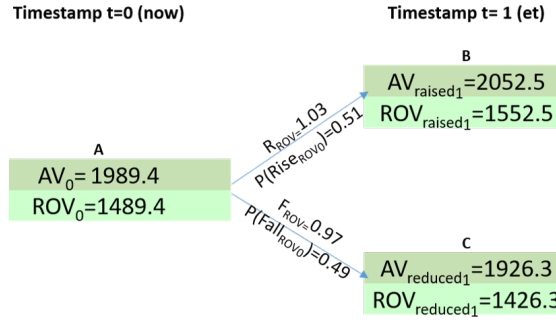 Timestamp t=0 (now)
Timestamp t= 1 (et)
B
AVraised1=2052.5
ROVraised1=1552.5
RROV=1.03
P(RiseROV0)=0.51
A
AV0= 1989.4
ROV0=1489.4
FROV=0.97
P(FallROV0)=0.49
C
AVreduced1=1926.3
ROVreduced1=1426.3